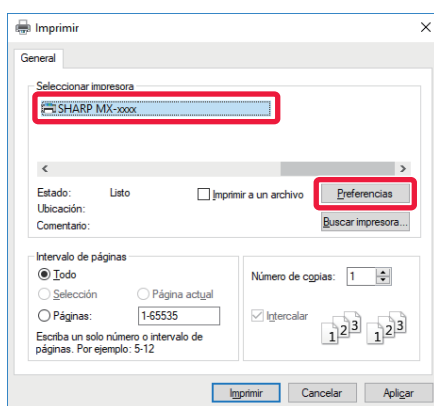 Imprimir
General
Seleccionar impresora
SHARP MX-xxxx
Estado: Listo
Imprimir a un archivo
Preferencias
Ubicación:
Comentario:
Buscar impresora...
Intervalo de páginas
Todo
Selección
Página actual
Páginas: 1-65535
Escriba un solo número o intervalo de
páginas. Por ejemplo: 5-12
Número de copias: 1
Intercalar
1 2 3 1 2 3
Imprimir Cancelar Aplicar